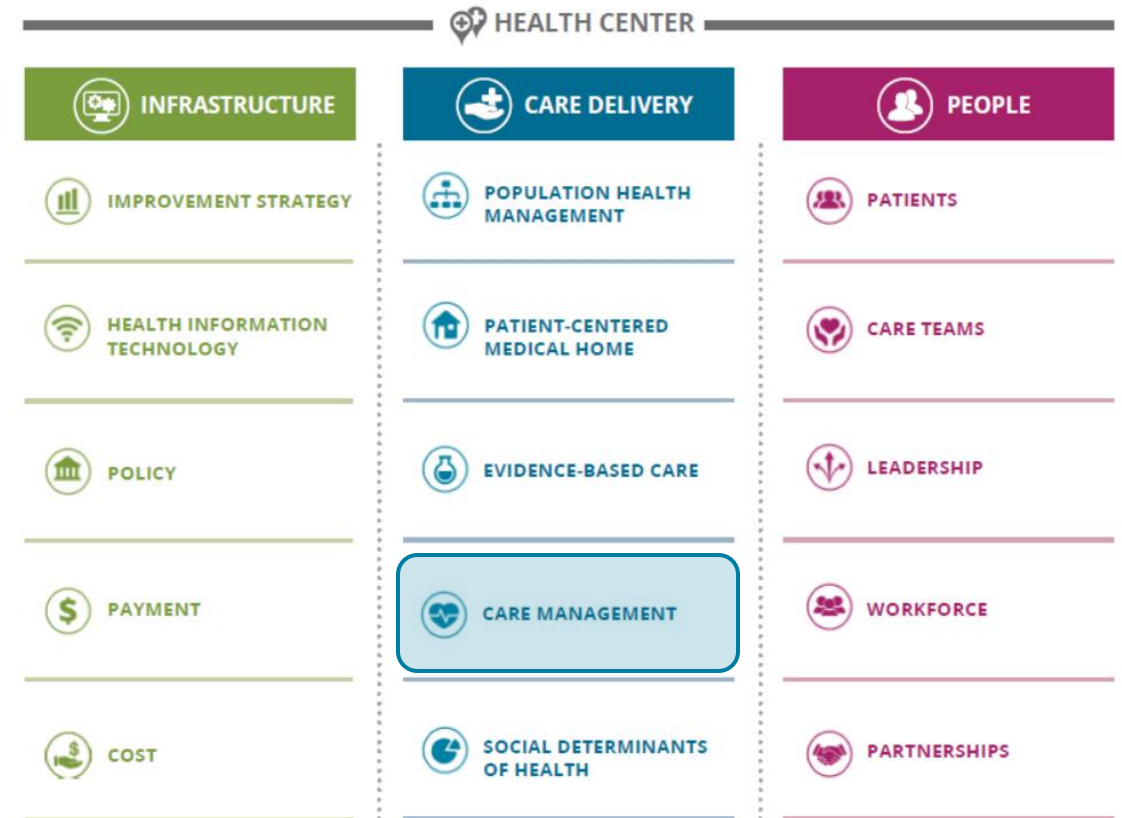 HEALTH CENTER
INFRASTRUCTURE
IMPROVEMENT STRATEGY
HEALTH INFORMATION
TECHNOLOGY
POLICY
PAYMENT
COST
CARE DELIVERY
POPULATION HEALTH
MANAGEMENT
PATIENT-CENTERED
MEDICAL HOME
EVIDENCE-BASED CARE
CARE MANAGEMENT
SOCIAL DETERMINANTS
OF HEALTH
PEOPLE
PATIENTS
CARE TEAMS
LEADERSHIP
WORKFORCE
PARTNERSHIPS